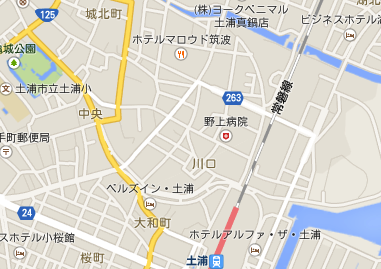 城北町
(株)ヨークベニマル
土浦真鍋店
ビジネスホテル
125
ホテルマロウド筑波
城公園
土浦市立土浦小
263
常磐線
中央
野上病院
手町郵便局
川口
ベルズイン・土浦
24
大和町
ホテルアルファ・ザ・土浦
スホテル小桜館
土浦
桜町